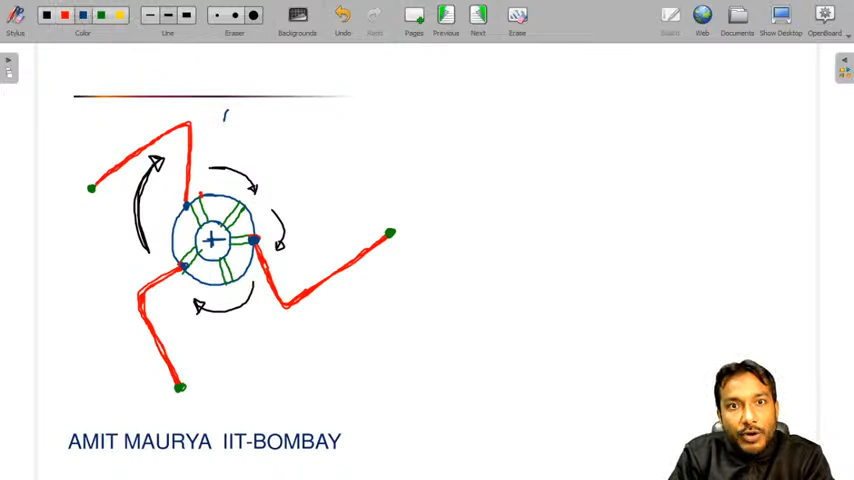 Stylus Color Line Eraser Backgrounds Undo Redo Pages Previous Next Erase Board Web Documents Show Desktop OpenBoard
AMIT MAURYA IIT-BOMBAY